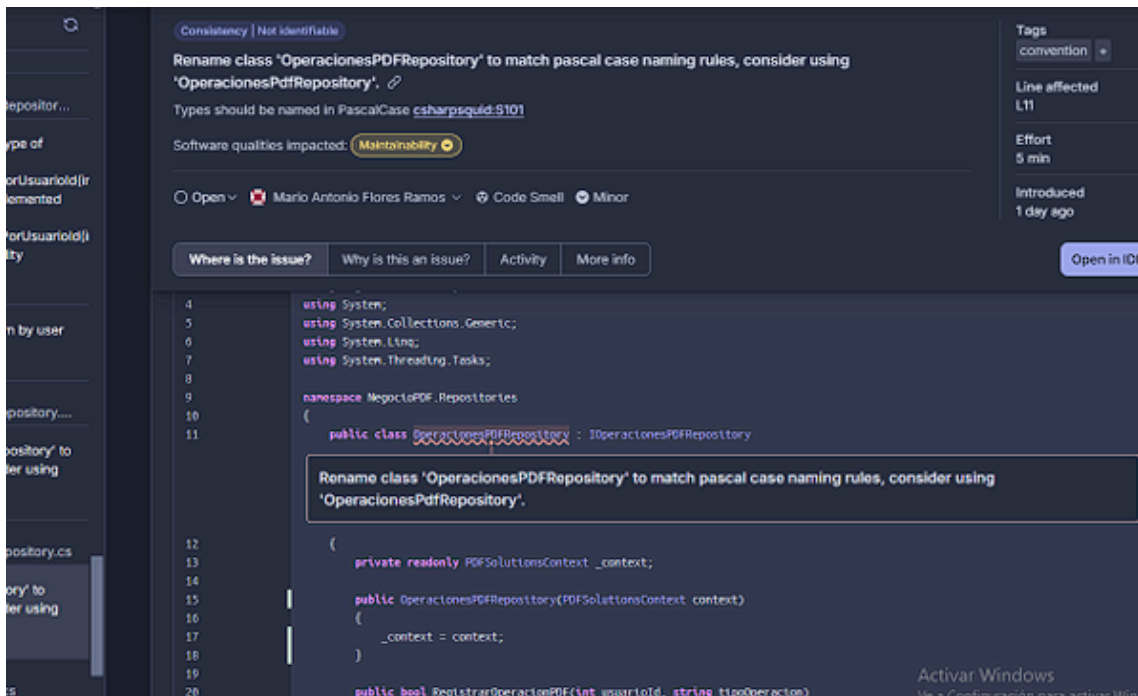 Consistency | Not identifiable
Rename class 'OperacionesPDFRepository' to match pascal case naming rules, consider using
'OperacionesPdfRepository'.
Types should be named in PascalCase csharpsquid:S101
Software qualities impacted: Maintainability
Open
Mario Antonio Flores Ramos
Code Smell
Minor
Where is the issue?
Why is this an issue?
Activity
More info
Tags
convention +
Line affected
L11
Effort
5 min
Introduced
1 day ago
Open in
epositor...
ype of
orUsuarioId(
emented
orUsuarioId(
ity
m by user
pository....
pository' to
der using
pository.cs
ory' to
der using
4 using System;
5 using System.Collections.Generic;
6 using System.Linq;
7 using System.Threading.Tasks;
8
9 namespace NegocioPDF.Repositories
10 {
11 public class OperacionesPDFRepository : IOperacionesPDFRepository
Rename class 'OperacionesPDFRepository' to match pascal case naming rules, consider using
'OperacionesPdfRepository'.
12 {
13 private readonly PDFSolutionsContext _context;
14
15 public OperacionesPDFRepository(PDFSolutionsContext context)
16 {
17 _context = context;
18 }
19
20 public bool RegistrarOperacionPDF(int usuarioId, string tipoOperacion)
Activar Windows